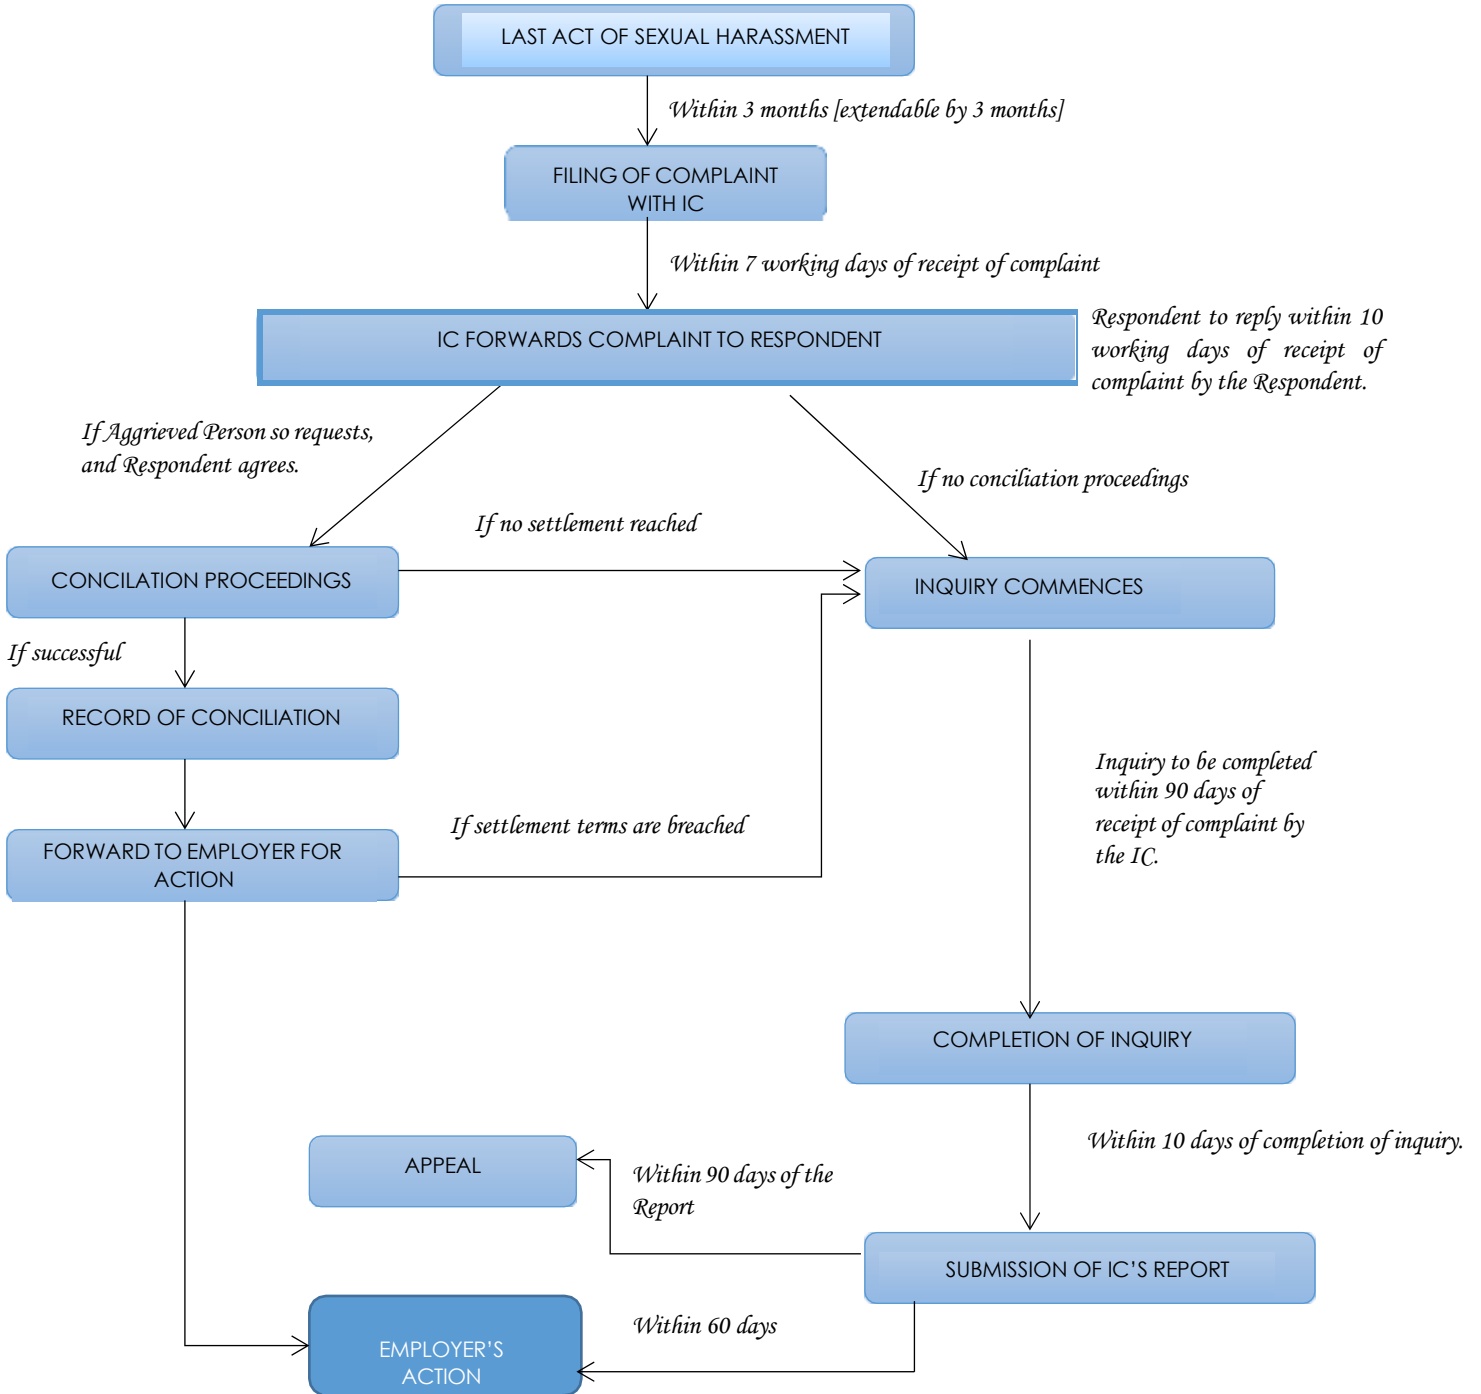 LAST ACT OF SEXUAL HARASSMENT
Within 3 months [extendable by 3 months]
FILING OF COMPLAINT
WITH IC
Within 7 working days of receipt of complaint
IC FORWARDS COMPLAINT TO RESPONDENT
Respondent to reply within 10
working days of receipt of
complaint by the Respondent.
If Aggrieved Person so requests,
and Respondent agrees.
If no conciliation proceedings
If no settlement reached
CONCILATION PROCEEDINGS
INQUIRY COMMENCES
If successful
RECORD OF CONCILIATION
Inquiry to be completed
within 90 days of
receipt of complaint by
the IC.
If settlement terms are breached
FORWARD TO EMPLOYER FOR
ACTION
COMPLETION OF INQUIRY
Within 10 days of completion of inquiry.
APPEAL
Within 90 days of the
Report
SUBMISSION OF IC’S REPORT
Within 60 days
EMPLOYER’S
ACTION